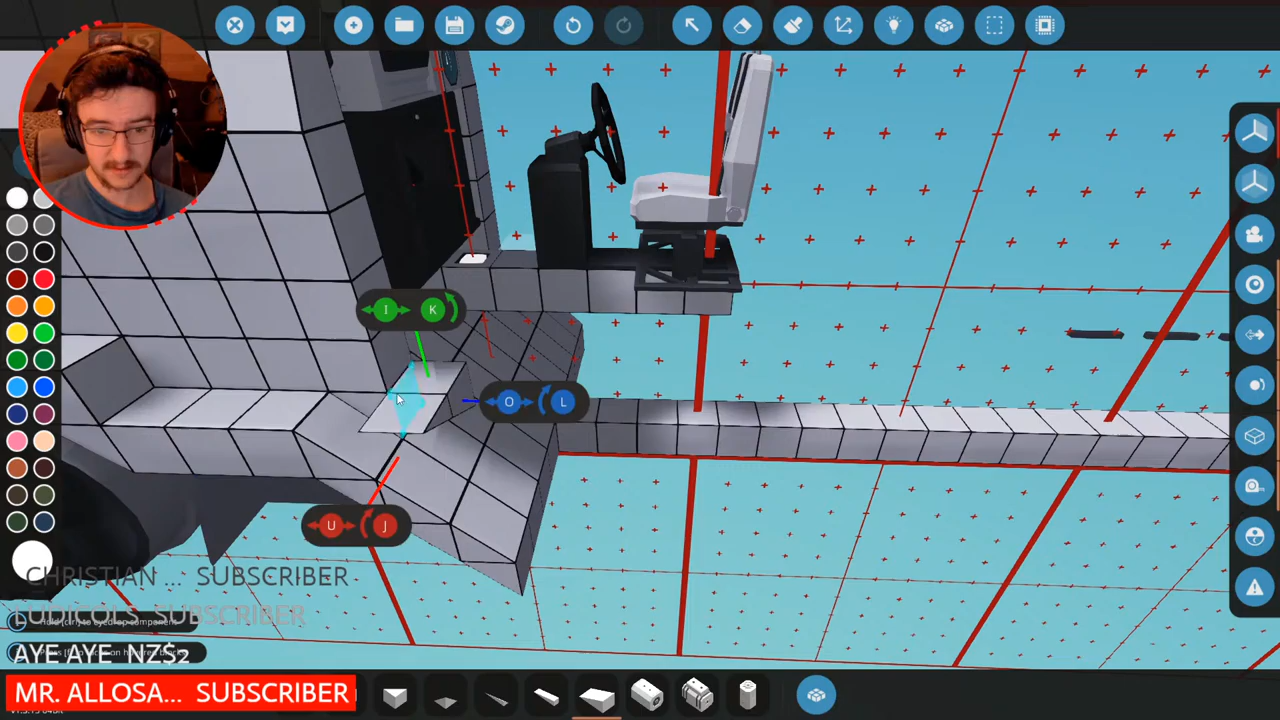 I K
O L
U J
CHRISTIAN ... SUBSCRIBER
LUDICOLS SUBSCRIBER
AYE AYE NZ$2
MR. ALLOSA... SUBSCRIBER